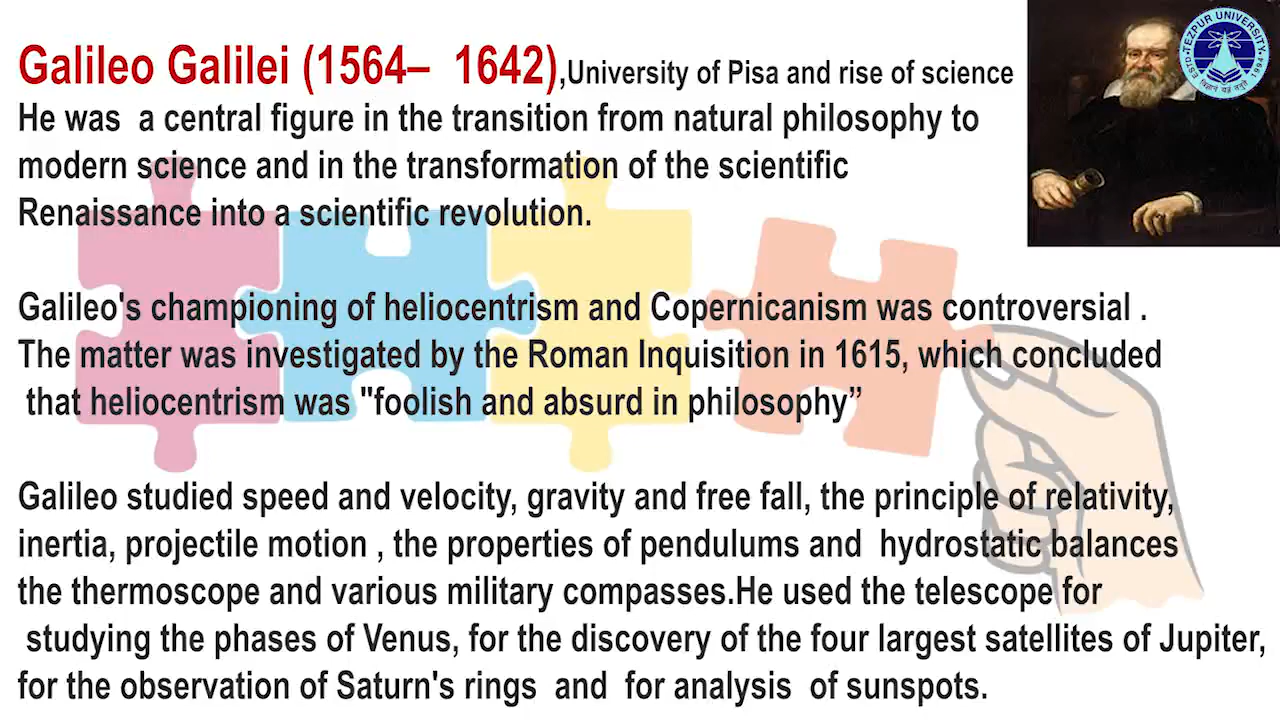 Galileo Galilei (1564– 1642),University of Pisa and rise of science
He was a central figure in the transition from natural philosophy to
modern science and in the transformation of the scientific
Renaissance into a scientific revolution.
Galileo's championing of heliocentrism and Copernicanism was controversial .
The matter was investigated by the Roman Inquisition in 1615, which concluded
that heliocentrism was "foolish and absurd in philosophy”
Galileo studied speed and velocity, gravity and free fall, the principle of relativity,
inertia, projectile motion , the properties of pendulums and hydrostatic balances
the thermoscope and various military compasses.He used the telescope for
studying the phases of Venus, for the discovery of the four largest satellites of Jupiter,
for the observation of Saturn's rings and for analysis of sunspots.
TEZPUR UNIVERSITY
ESTD. 1994